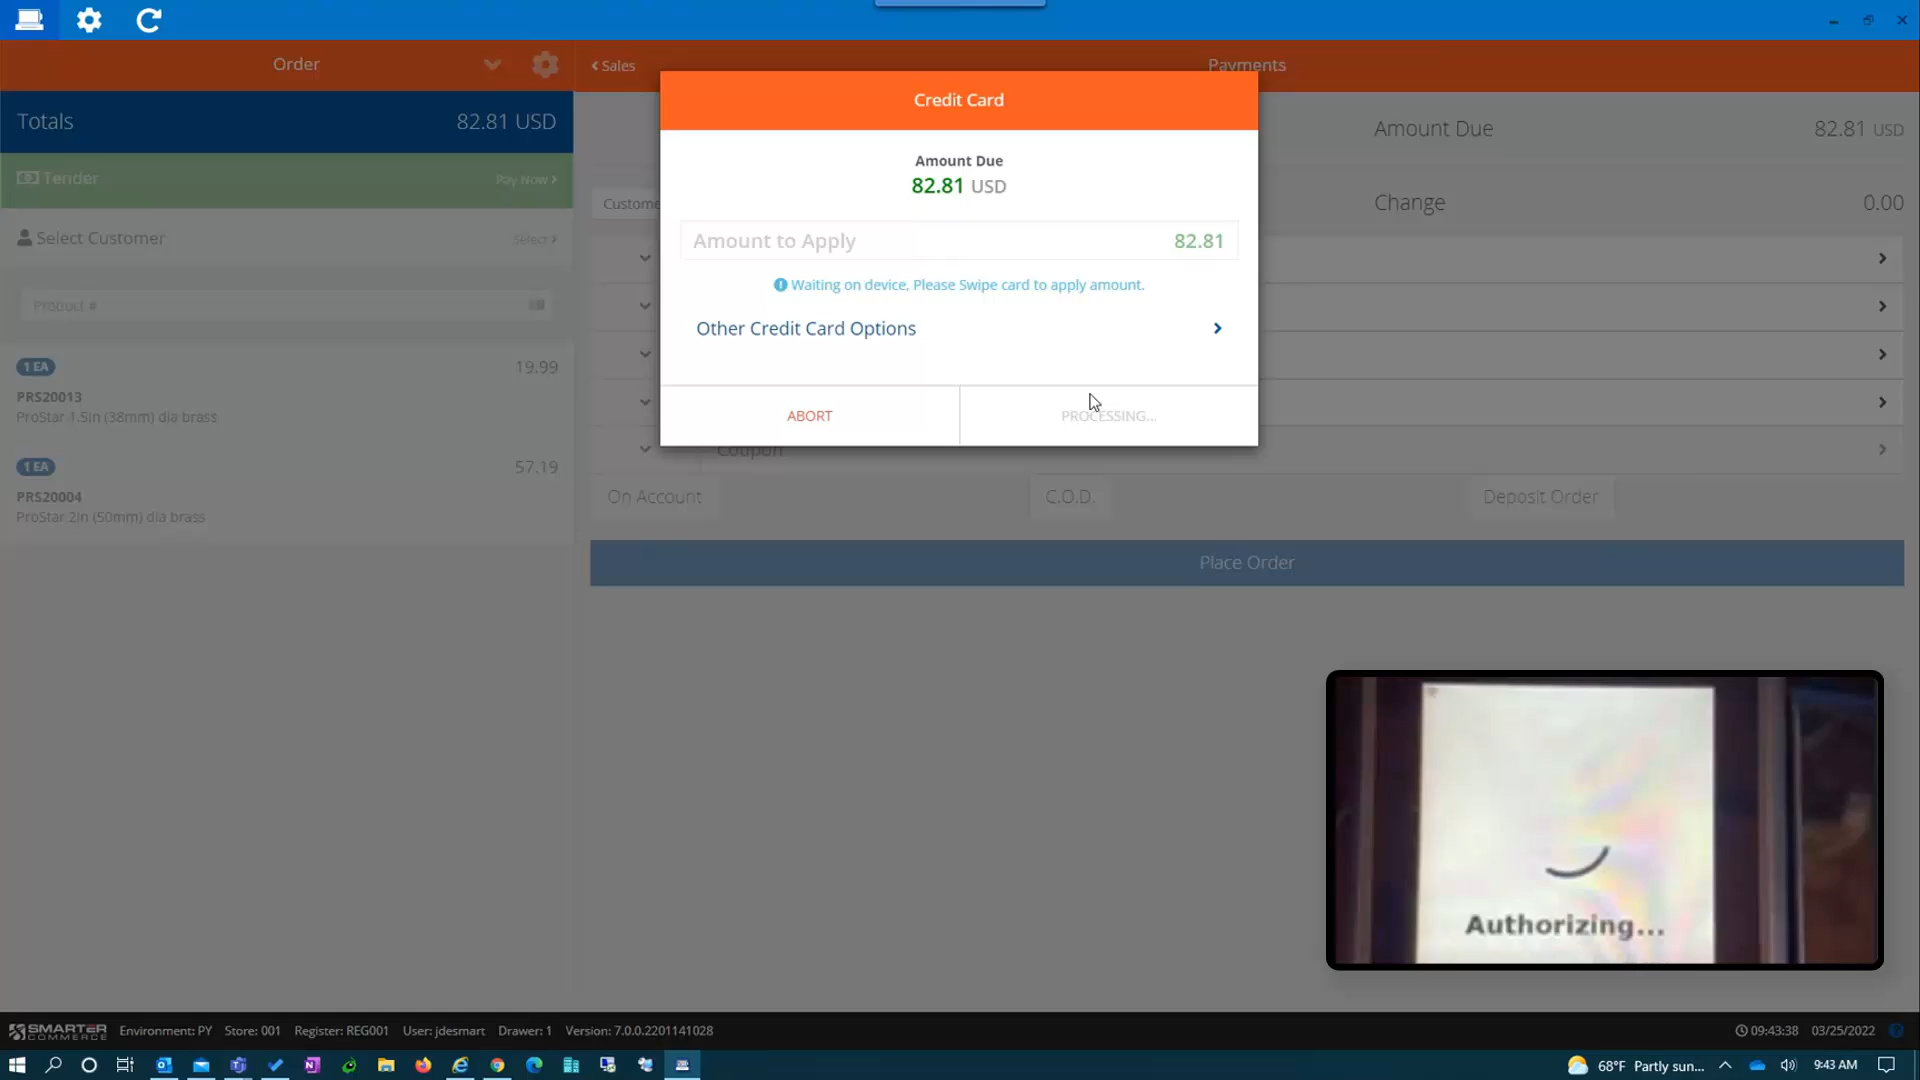 Order
Sales
Payments
Totals
82.81 USD
Tender
Pay Now
Select Customer
Select
Product #
1 EA
19.99
PRS20013
ProStar 1.5in (38mm) dia brass
1 EA
57.19
PRS20004
ProStar 2in (50mm) dia brass
Credit Card
Amount Due
82.81 USD
Amount to Apply
82.81
Waiting on device, Please Swipe card to apply amount.
Other Credit Card Options
ABORT
PROCESSING...
Amount Due
82.81 USD
Custome
Change
0.00
Coupon
On Account
C.O.D.
Deposit Order
Place Order
Authorizing...
SMARTER
COMMERCE
Environment: PY Store: 001 Register: REG001 User: jdesmart Drawer: 1 Version: 7.0.0.2201141028
09:43:38 03/25/2022
68°F Partly sun...
9:43 AM